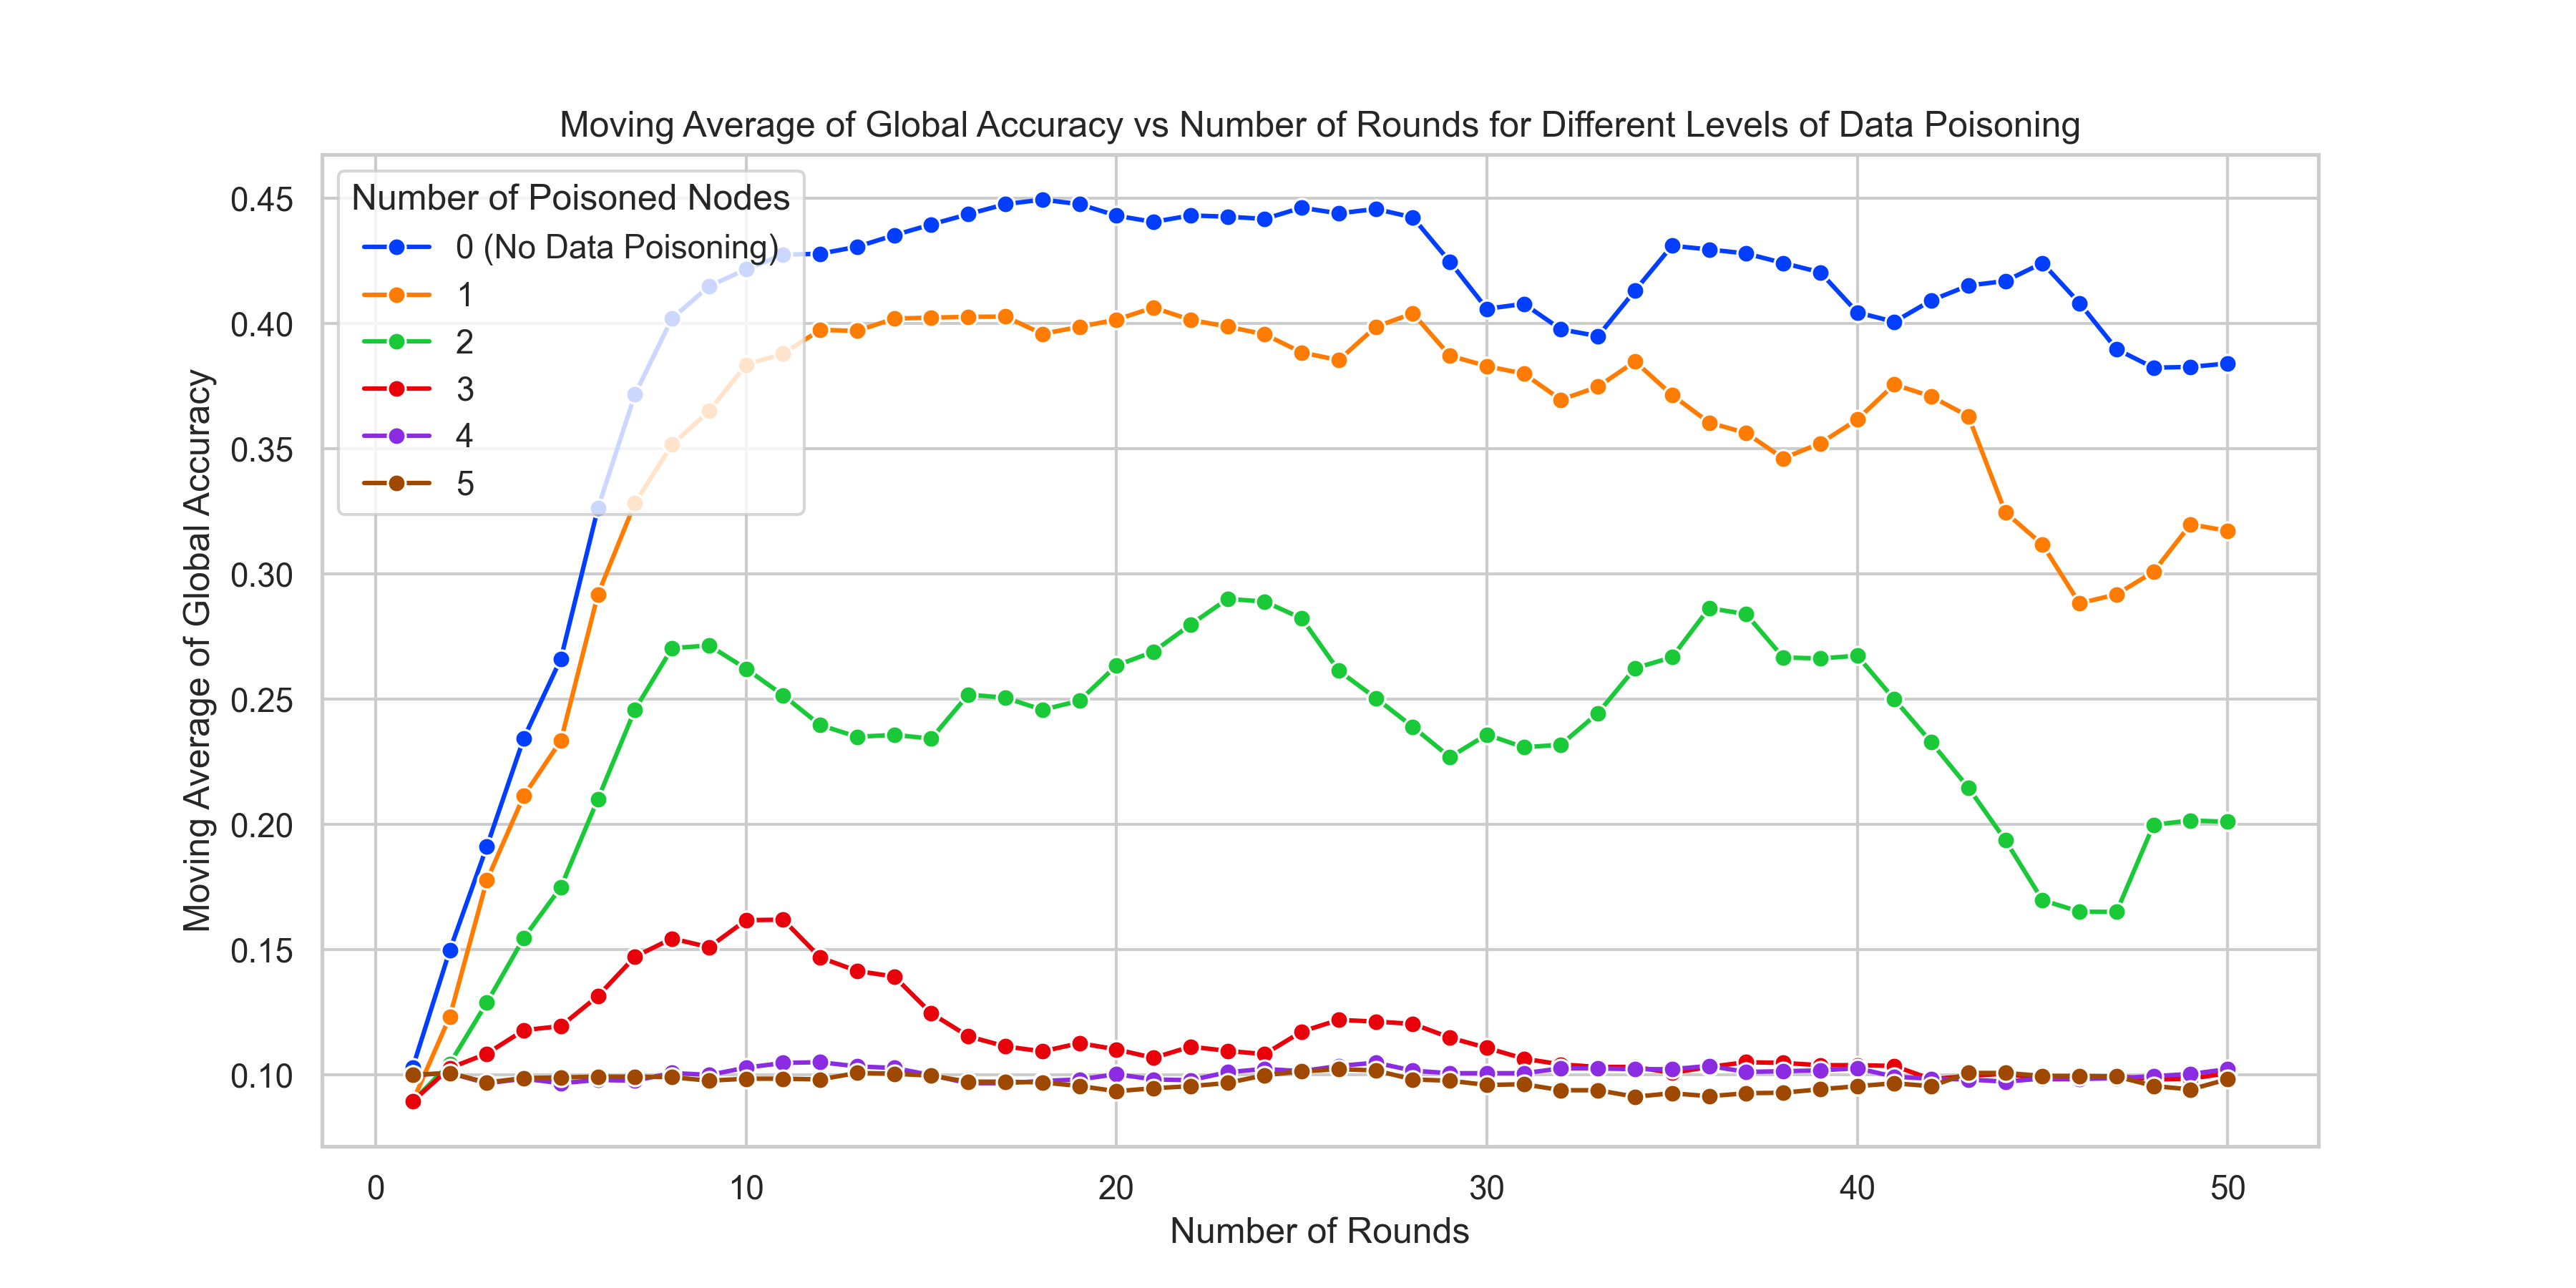 Moving Average of Global Accuracy vs Number of Rounds for Different Levels of Data Poisoning
Number of Poisoned Nodes
0 (No Data Poisoning)
1
2
3
4
5
Moving Average of Global Accuracy
0.45
0.40
0.35
0.30
0.25
0.20
0.15
0.10
0 10 20 30 40 50
Number of Rounds